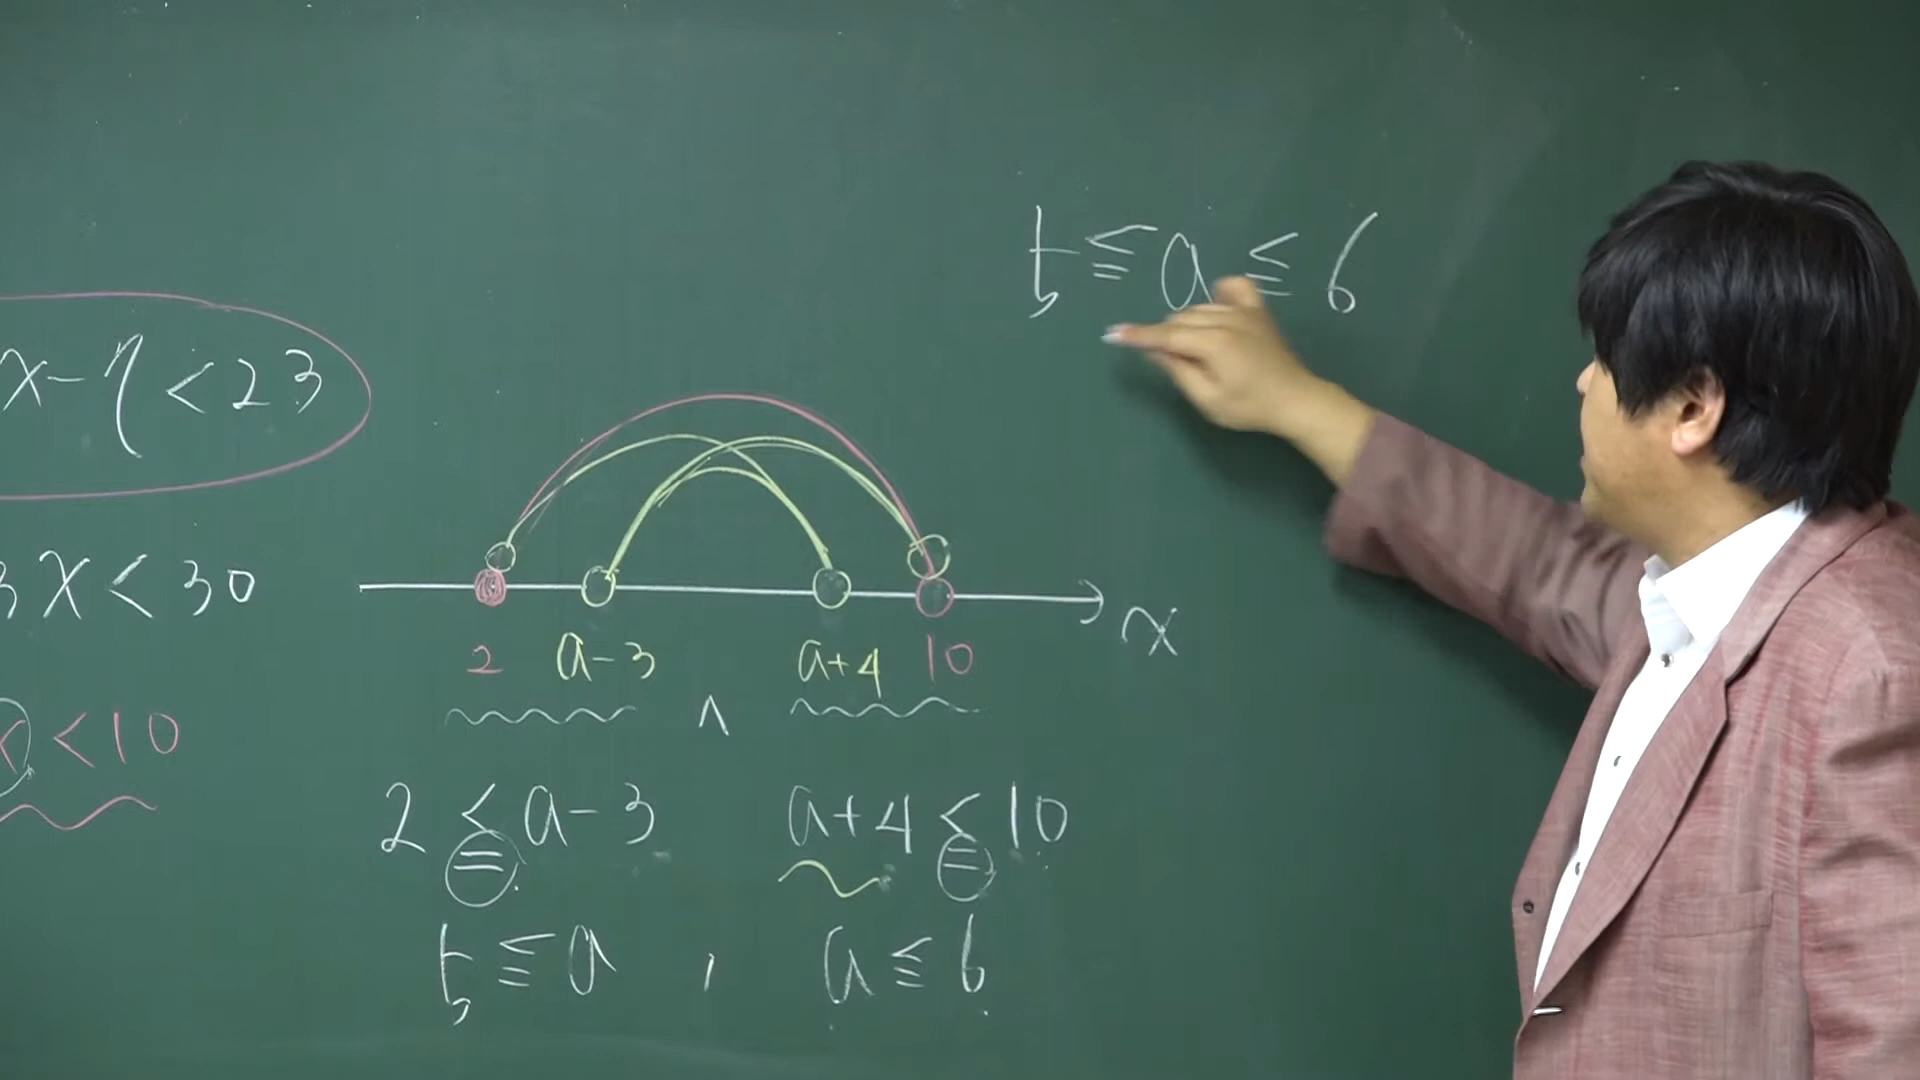 5 ≦ a ≦ 6
x - 7 < 23
3x < 30
x < 10
x
2 a-3 a+4 10
∧
2 ≦ a-3 a+4 ≦ 10
5 ≦ a , a ≦ 6